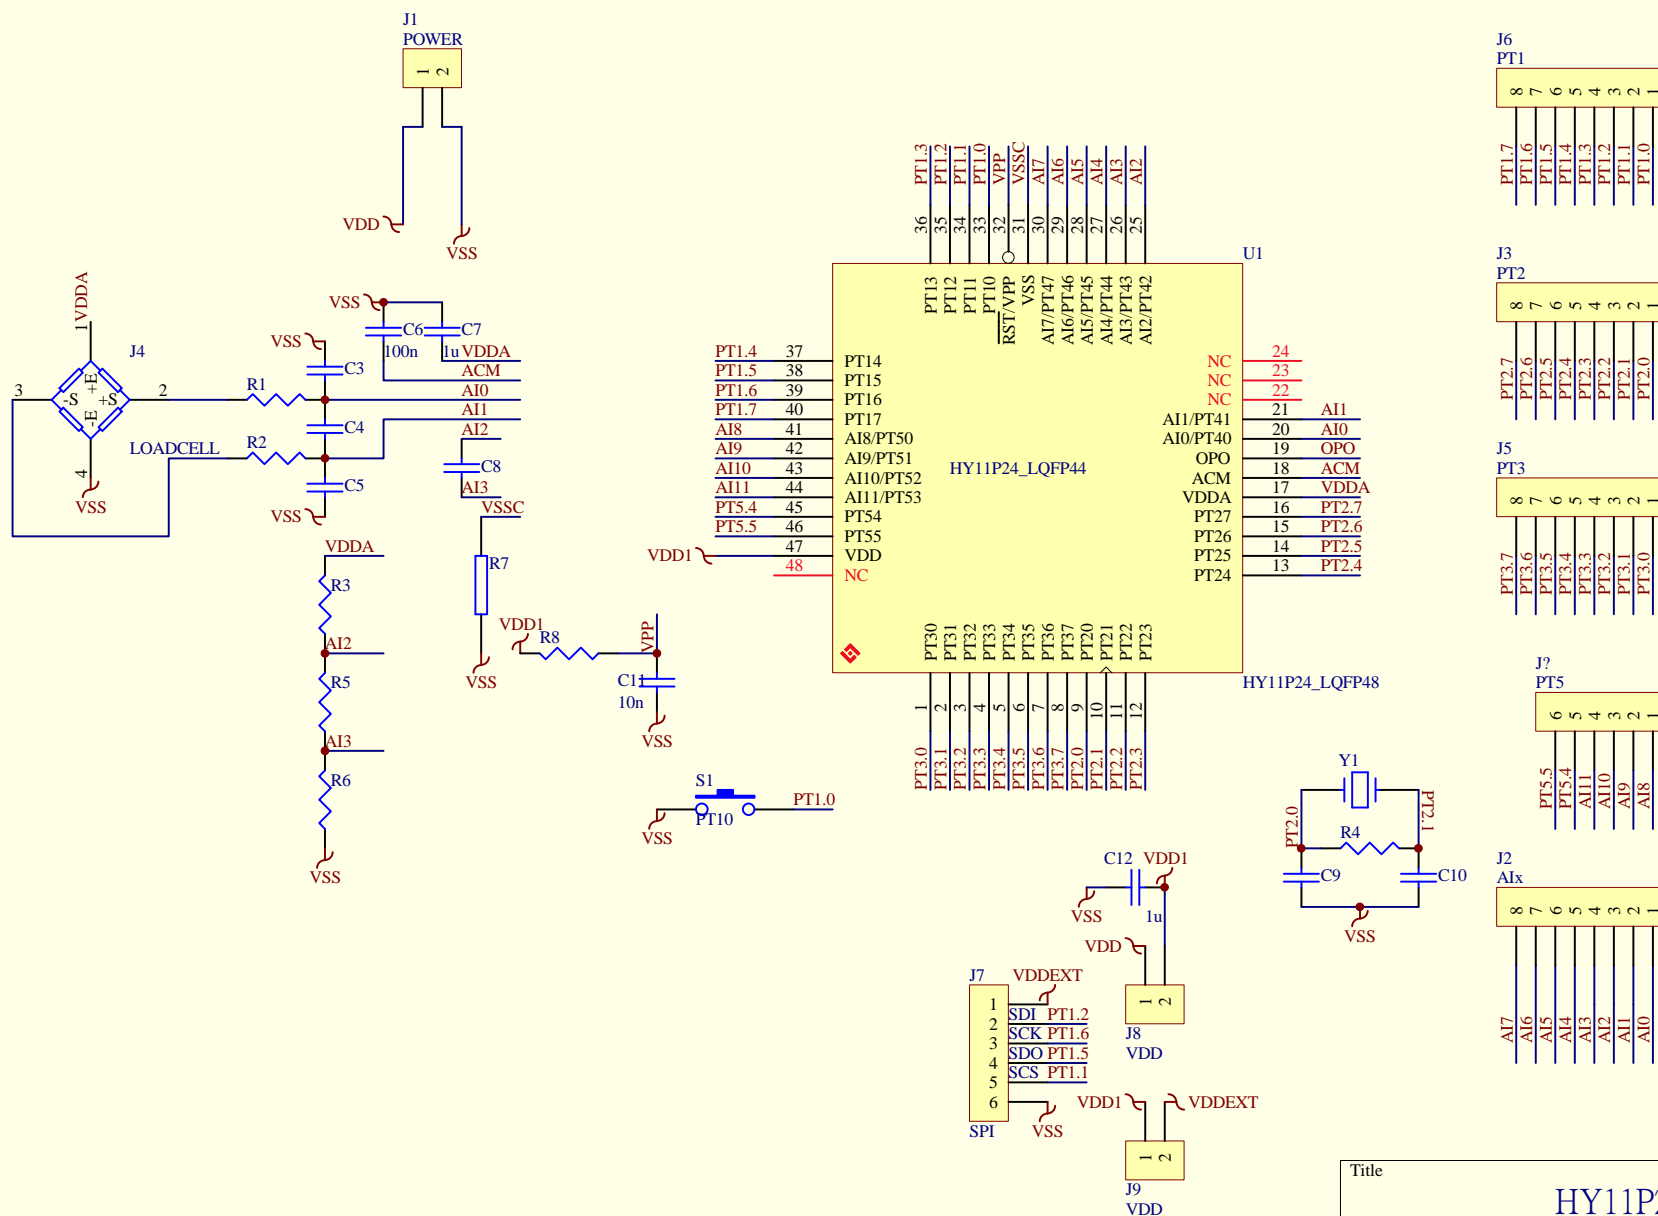 J1
POWER
1 2
VDD
VSS
VDDA
1
J4
3
-S
+E
-E
+S
2
4
VSS
LOADCELL
R1
R2
VSS
C3
C4
C5
VSS
VSS
C6
100n
C7
1u
VDDA
ACM
AI0
AI1
AI2
C8
AI3
VSSC
R7
VSS
VDDA
R3
AI2
R5
AI3
R6
VSS
VDD1
R8
VPP
C11
10n
VSS
S1
PT10
PT1.0
VSS
U1
HY11P24_LQFP44
HY11P24_LQFP48
PT1.3 PT1.2 PT1.1 PT1.0 VPP VSSC AI7 AI6 AI5 AI4 AI3 AI2
36 35 34 33 32 31 30 29 28 27 26 25
PT13 PT12 PT11 PT10 RST/VPP VSS AI7/PT47 AI6/PT46 AI5/PT45 AI4/PT44 AI3/PT43 AI2/PT42
PT1.4 37 PT14
PT1.5 38 PT15
PT1.6 39 PT16
PT1.7 40 PT17
AI8 41 AI8/PT50
AI9 42 AI9/PT51
AI10 43 AI10/PT52
AI11 44 AI11/PT53
PT5.4 45 PT54
PT5.5 46 PT55
VDD1 47 VDD
48 NC
NC 24
NC 23
NC 22
AI1/PT41 21 AI1
AI0/PT40 20 AI0
OPO 19 OPO
ACM 18 ACM
VDDA 17 VDDA
PT27 16 PT2.7
PT26 15 PT2.6
PT25 14 PT2.5
PT24 13 PT2.4
PT30 PT31 PT32 PT33 PT34 PT35 PT36 PT37 PT20 PT21 PT22 PT23
1 2 3 4 5 6 7 8 9 10 11 12
PT3.0 PT3.1 PT3.2 PT3.3 PT3.4 PT3.5 PT3.6 PT3.7 PT2.0 PT2.1 PT2.2 PT2.3
C12
VDD1
VSS
1u
VDD
1 2
J8
VDD
J7
VDDEXT
1
2 SDI PT1.2
3 SCK PT1.6
4 SDO PT1.5
5 SCS PT1.1
6
VSS
SPI
VDD1
VDDEXT
1 2
J9
VDD
Y1
PT2.0
PT2.1
R4
C9
C10
VSS
J6
PT1
8 7 6 5 4 3 2 1
PT1.7 PT1.6 PT1.5 PT1.4 PT1.3 PT1.2 PT1.1 PT1.0
J3
PT2
8 7 6 5 4 3 2 1
PT2.7 PT2.6 PT2.5 PT2.4 PT2.3 PT2.2 PT2.1 PT2.0
J5
PT3
8 7 6 5 4 3 2 1
PT3.7 PT3.6 PT3.5 PT3.4 PT3.3 PT3.2 PT3.1 PT3.0
J?
PT5
6 5 4 3 2 1
PT5.5 PT5.4 AI11 AI10 AI9 AI8
J2
AIx
8 7 6 5 4 3 2 1
AI7 AI6 AI5 AI4 AI3 AI2 AI1 AI0
Title